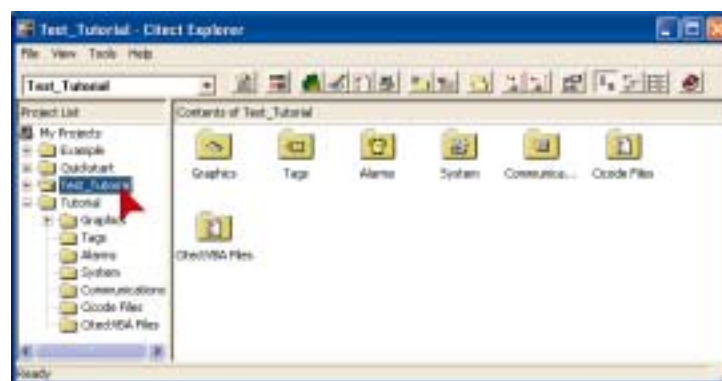 Test_Tutorial - Citect Explorer
File View Tools Help
Test_Tutorial
Project List
Contents of Test_Tutorial
My Projects
Example
Quickstart
Test_Tutorial
Tutorial
Graphics
Tags
Alarms
System
Communications
Cicode Files
CitectVBA Files
Graphics
Tags
Alarms
System
Communica...
Cicode Files
CitectVBA Files
Ready